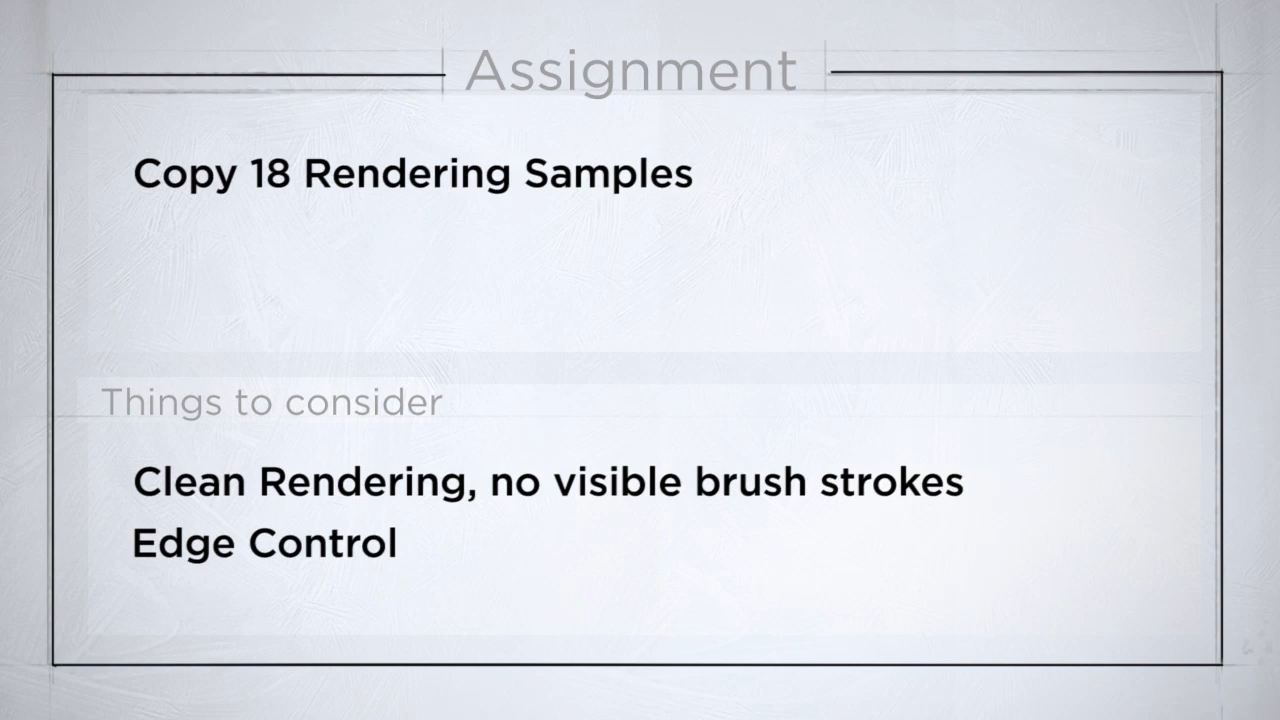 Assignment
Copy 18 Rendering Samples
Things to consider
Clean Rendering, no visible brush strokes
Edge Control